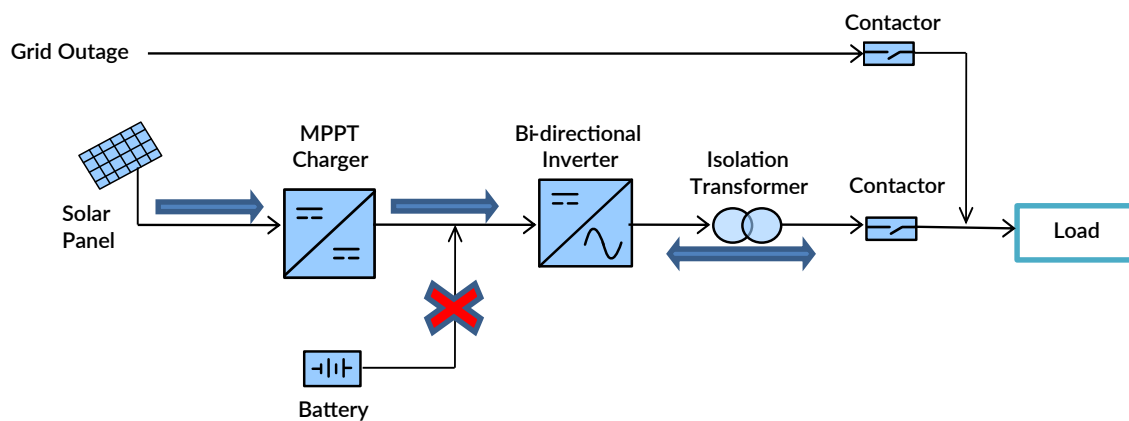 Contactor
Grid Outage
MPPT
Charger
Bi-directional
Inverter
Isolation
Transformer
Contactor
Solar
Panel
Load
Battery